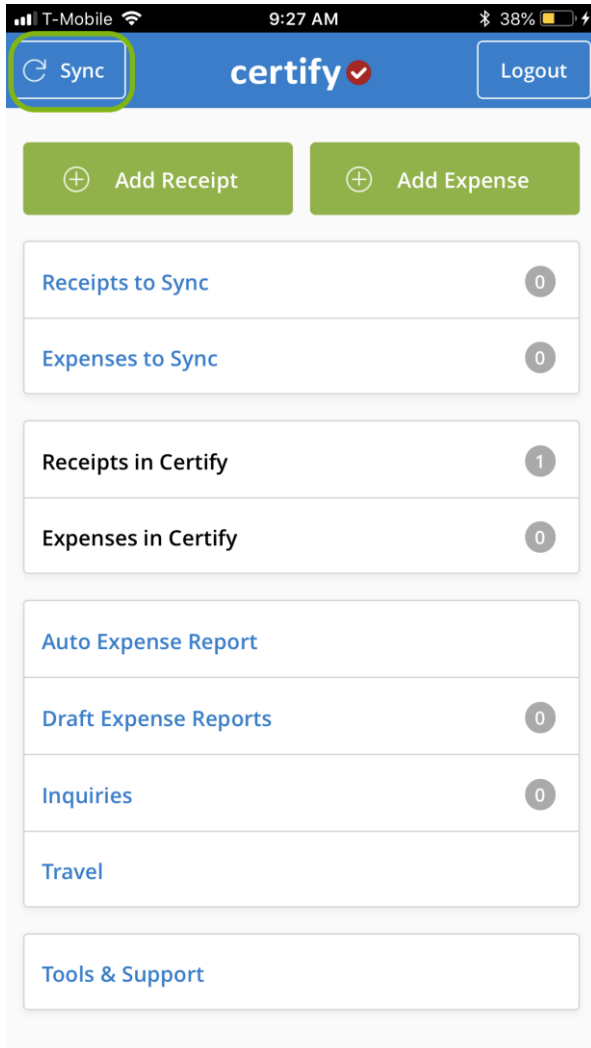 T-Mobile 9:27 AM 38%
Sync certify Logout
Add Receipt Add Expense
Receipts to Sync 0
Expenses to Sync 0
Receipts in Certify 1
Expenses in Certify 0
Auto Expense Report
Draft Expense Reports 0
Inquiries 0
Travel
Tools & Support